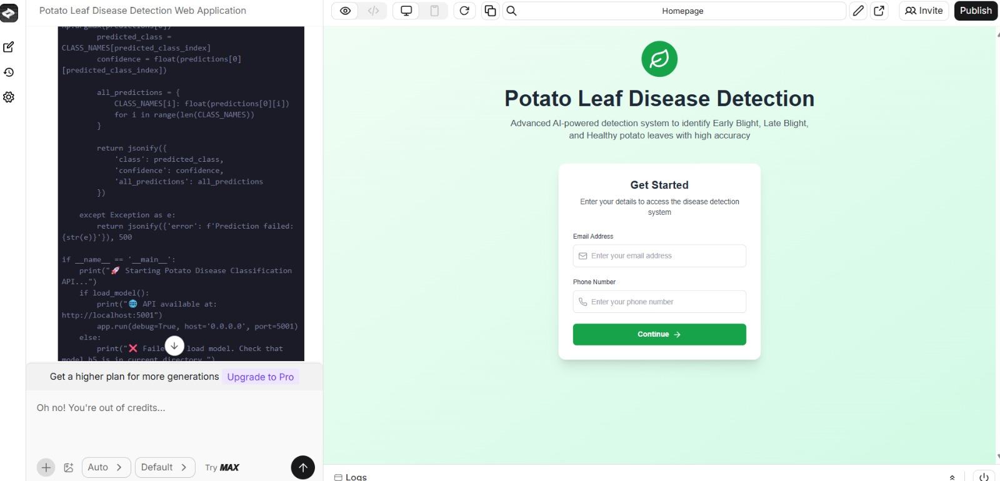 Potato Leaf Disease Detection Web Application
np.argmax(predictions[0])
predicted_class =
CLASS_NAMES[predicted_class_index]
confidence = float(predictions[0]
[predicted_class_index])
all_predictions = {
CLASS_NAMES[i]: float(predictions[0][i])
for i in range(len(CLASS_NAMES))
}
return jsonify({
'class': predicted_class,
'confidence': confidence,
'all_predictions': all_predictions
})
except Exception as e:
return jsonify({'error': f'Prediction failed:
{str(e)}'}), 500
if __name__ == '__main__':
print("🚀 Starting Potato Disease Classification
API...")
if load_model():
print("🌐 API available at:
http://localhost:5001")
app.run(debug=True, host='0.0.0.0', port=5001)
else:
print("❌ Faile load model. Check that
model.h5 is in current directory.")
Get a higher plan for more generations Upgrade to Pro
Oh no! You're out of credits...
Auto
Default
Try MAX
Homepage
Invite
Publish
Potato Leaf Disease Detection
Advanced AI-powered detection system to identify Early Blight, Late Blight,
and Healthy potato leaves with high accuracy
Get Started
Enter your details to access the disease detection
system
Email Address
Enter your email address
Phone Number
Enter your phone number
Continue
Logs